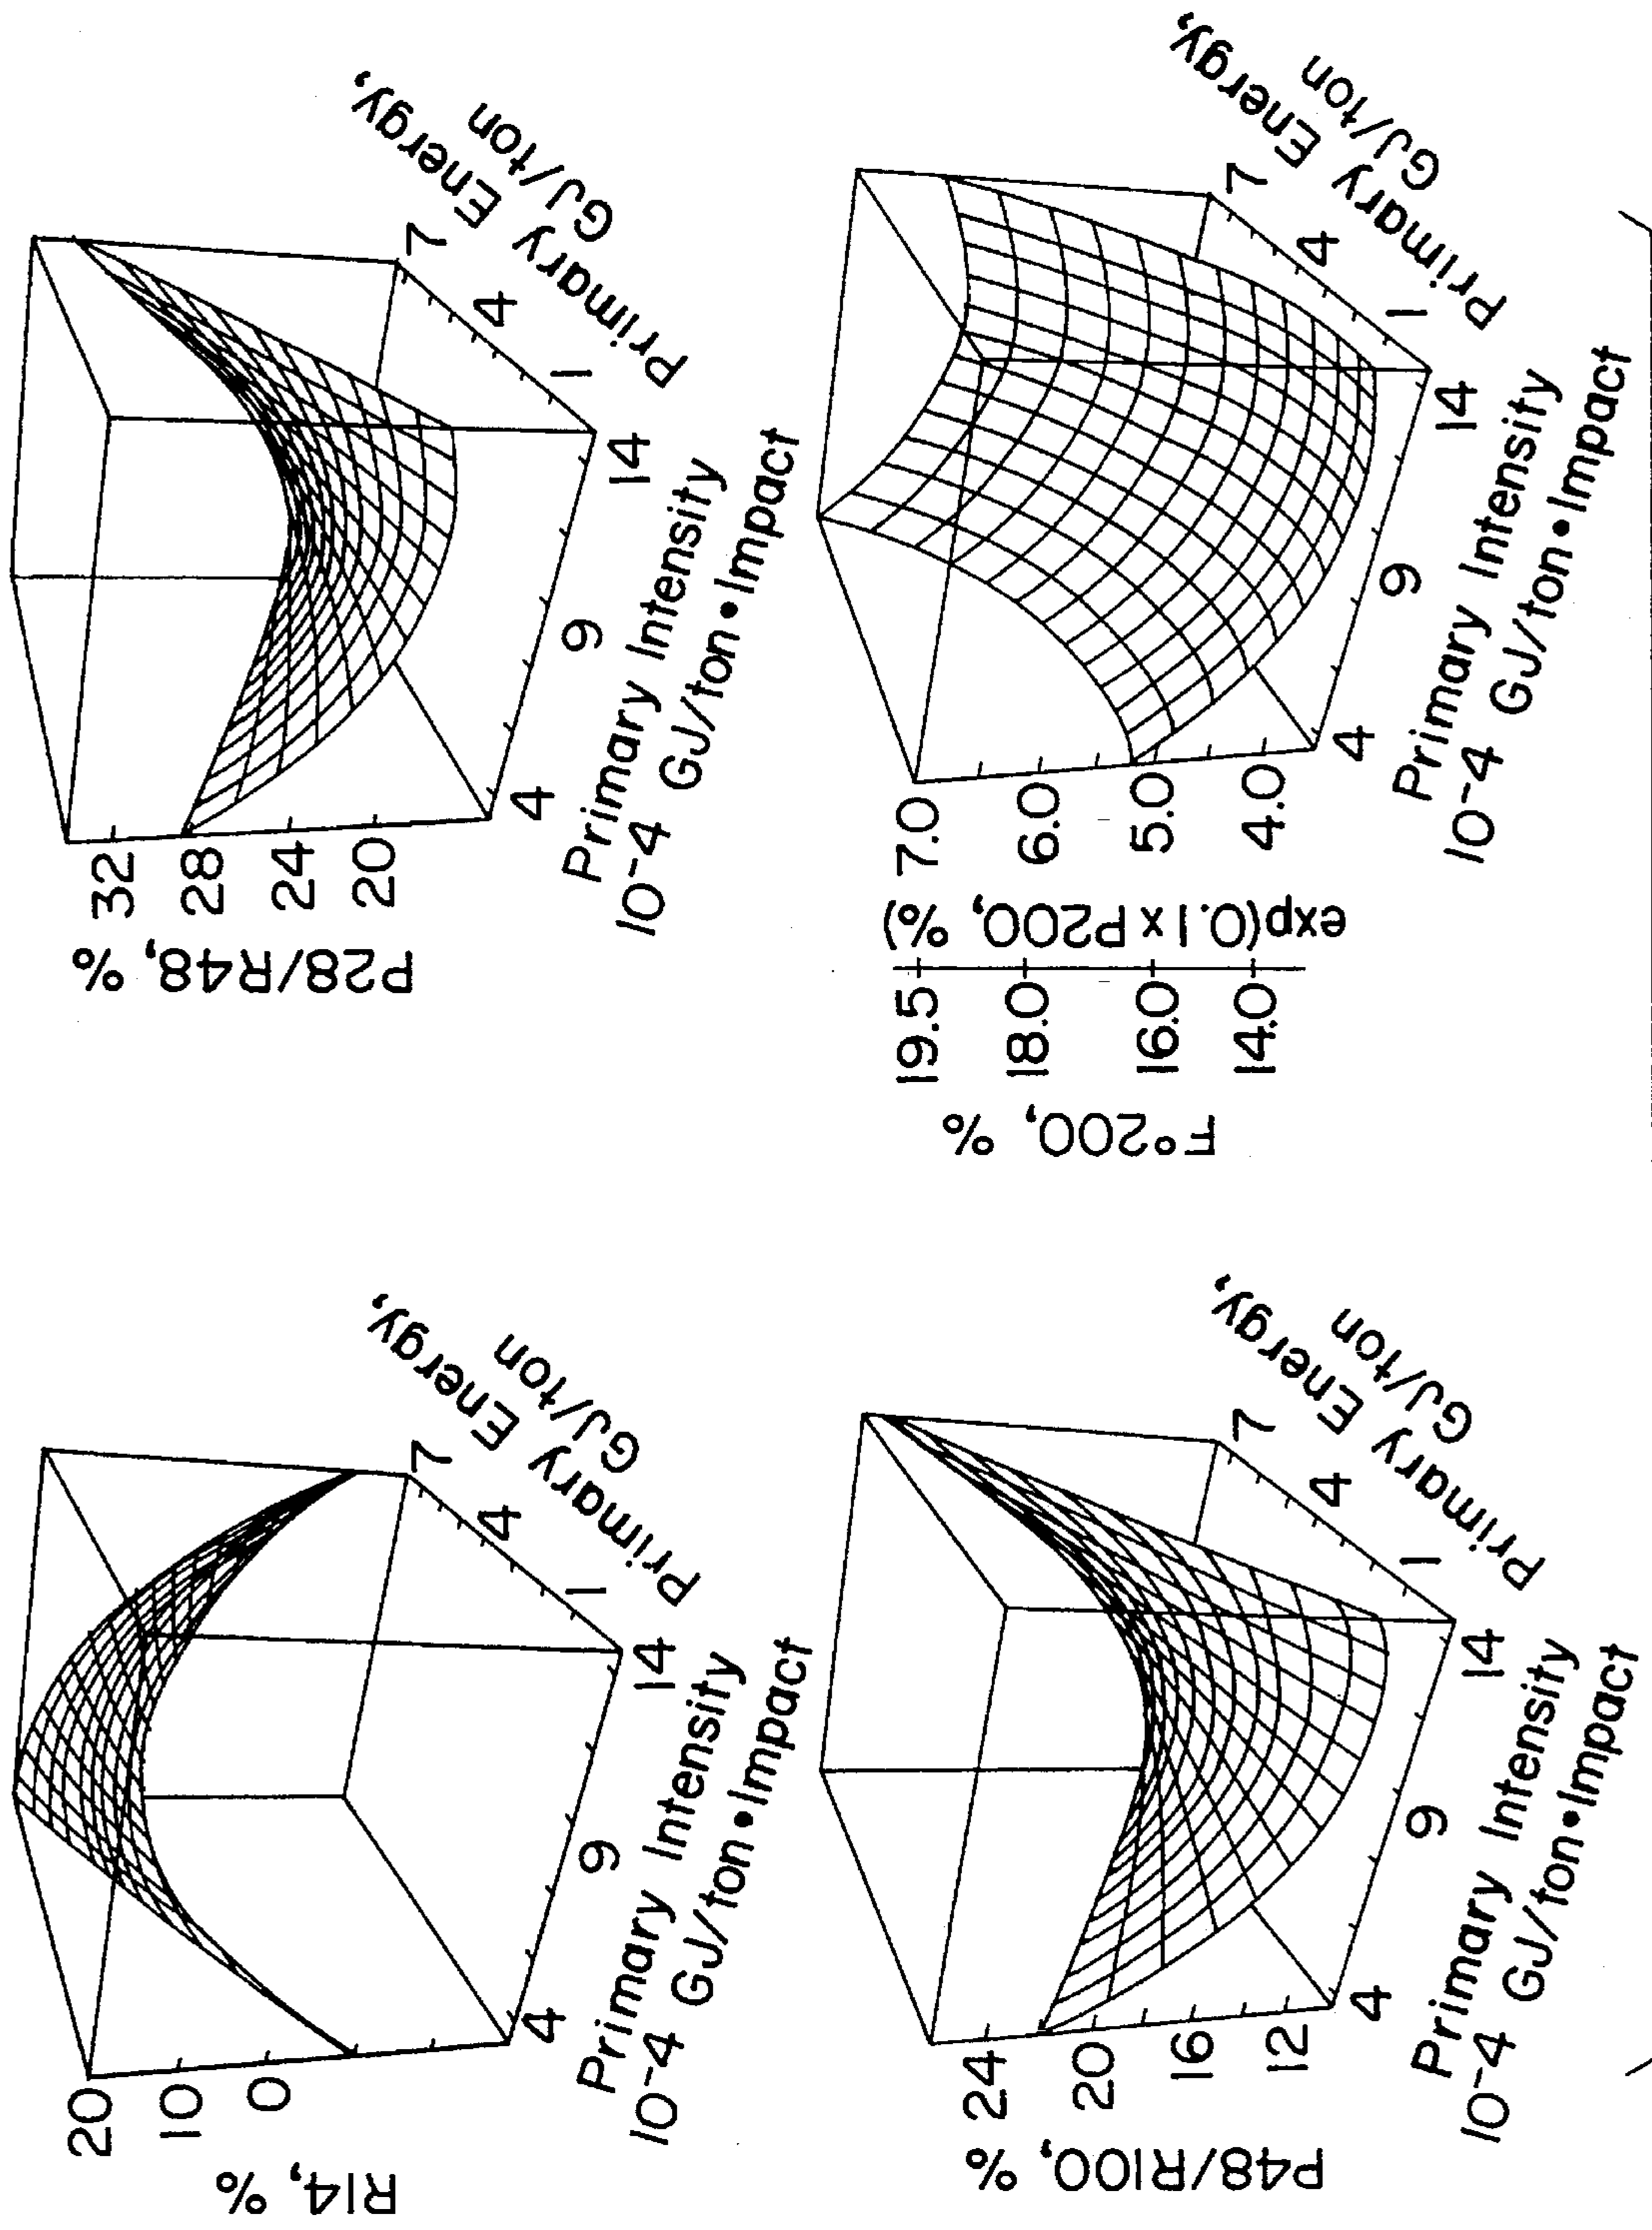 R14, %
20
10
0
4
9
14
1
4
7
Primary Intensity
10⁻⁴ GJ/ton•Impact
Primary Energy,
GJ/ton
P28/R48, %
32
28
24
20
4
9
14
1
4
7
Primary Intensity
10⁻⁴ GJ/ton•Impact
Primary Energy,
GJ/ton
P48/R100, %
24
20
16
12
4
9
14
1
4
7
Primary Intensity
10⁻⁴ GJ/ton•Impact
Primary Energy,
GJ/ton
F°200, %
19.5
18.0
16.0
14.0
exp(0.1 x P200, %)
7.0
6.0
5.0
4.0
4
9
14
1
4
7
Primary Intensity
10⁻⁴ GJ/ton•Impact
Primary Energy,
GJ/ton